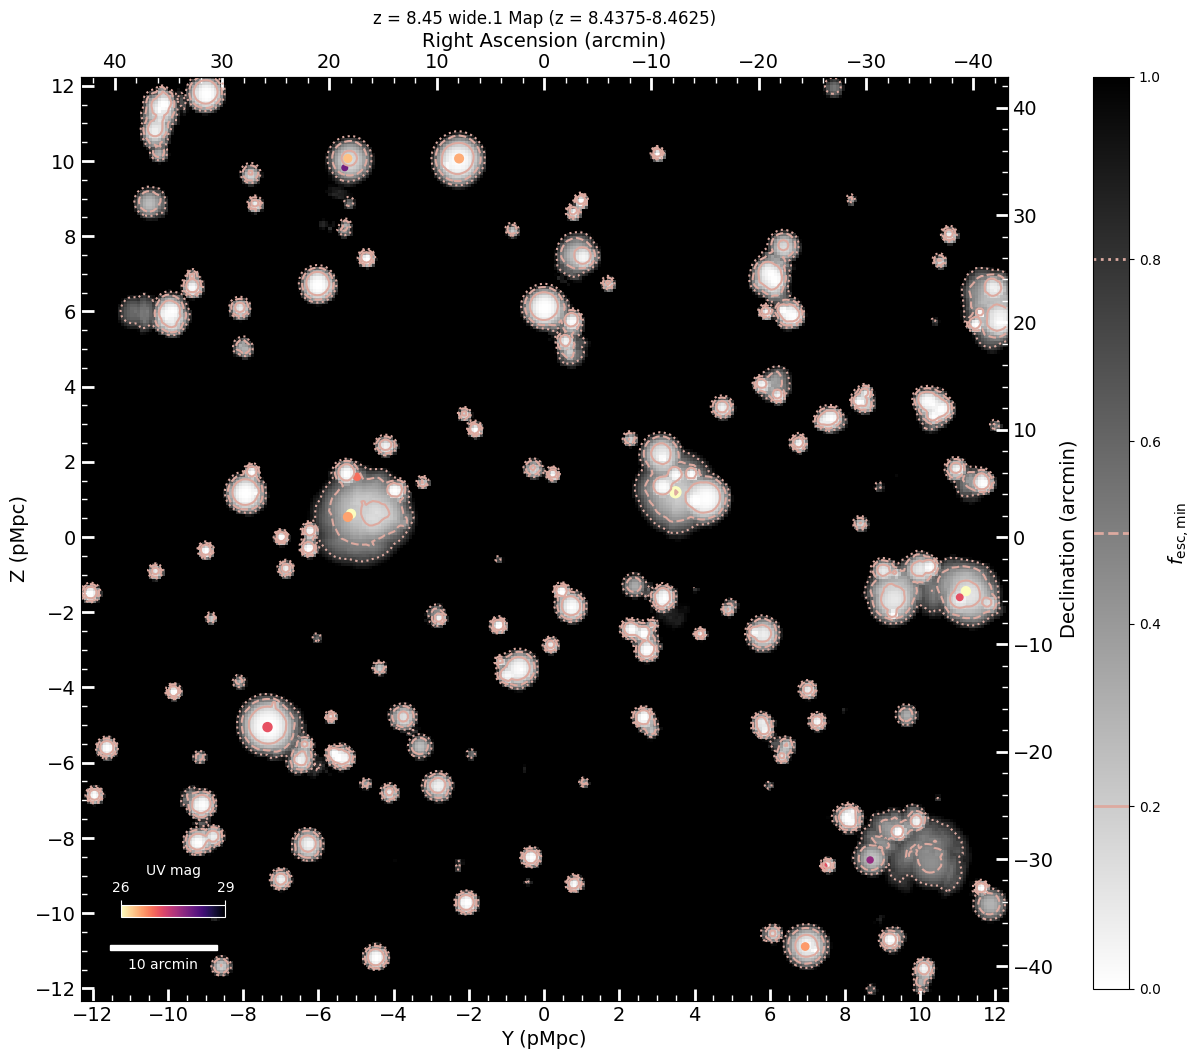 z = 8.45 wide.1 Map (z = 8.4375-8.4625)
Right Ascension (arcmin)
40 30 20 10 0 −10 −20 −30 −40
12 10 8 6 4 2 0 −2 −4 −6 −8 −10 −12
Z (pMpc)
40 30 20 10 0 −10 −20 −30 −40
Declination (arcmin)
1.0 0.8 0.6 0.4 0.2 0.0
f_esc,min
UV mag
26 29
10 arcmin
−12 −10 −8 −6 −4 −2 0 2 4 6 8 10 12
Y (pMpc)